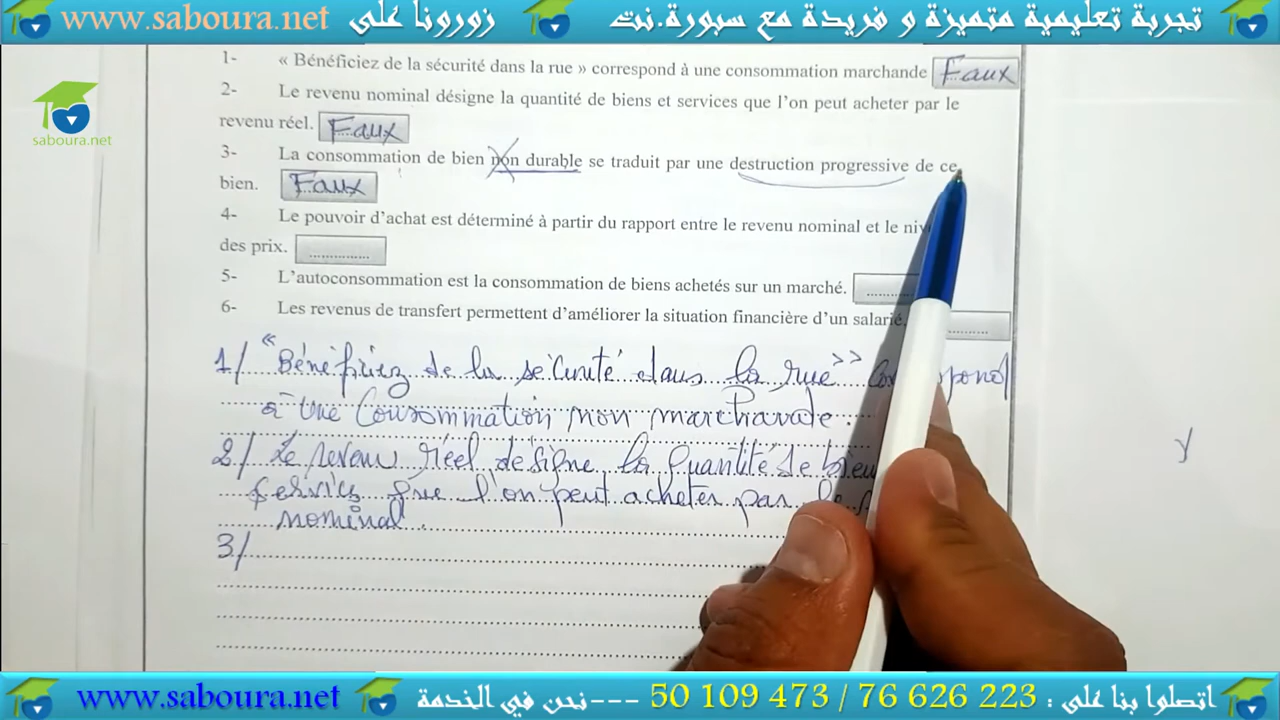 www.saboura.net زورونا على تجربة تعليمية متميزة و فريدة مع سبورة.نت
saboura.net
1- « Bénéficiez de la sécurité dans la rue » correspond à une consommation marchande Faux
2- Le revenu nominal désigne la quantité de biens et services que l'on peut acheter par le
revenu réel. Faux
3- La consommation de bien non durable se traduit par une destruction progressive de ce
bien. Faux
4- Le pouvoir d'achat est déterminé à partir du rapport entre le revenu nominal et le
des prix. ...............
5- L'autoconsommation est la consommation de biens achetés sur un marché.
6- Les revenus de transfert permettent d'améliorer la situation financière d'un salarié.
1/ « Bénéficiez de la sécurité dans la rue »
à une consommation non marchande.
2/ Le revenu réel désigne la quantité de
services que l'on peut acheter par le
nominal.
3/
www.saboura.net اتصلوا بنا على : 223 626 76 / 473 109 50 ---نحن في الخدمة